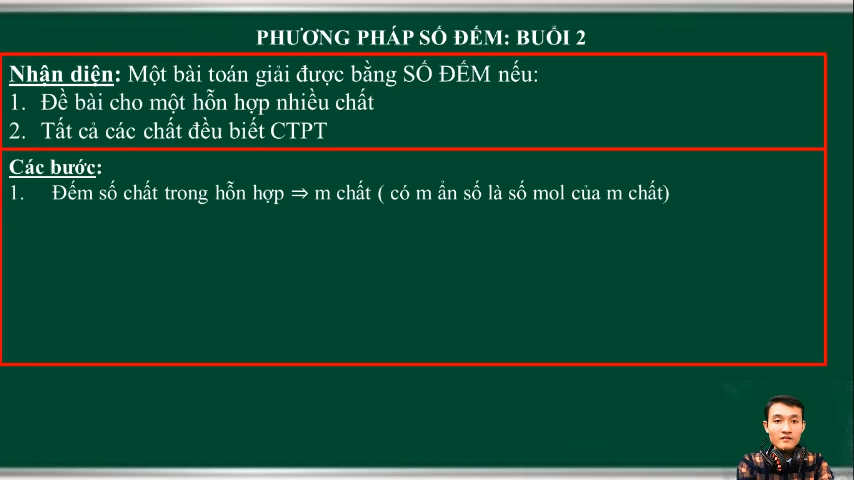 PHƯƠNG PHÁP SỐ ĐẾM: BUỔI 2
Nhận diện: Một bài toán giải được bằng SỐ ĐẾM nếu:
1. Đề bài cho một hỗn hợp nhiều chất
2. Tất cả các chất đều biết CTPT
Các bước:
1. Đếm số chất trong hỗn hợp ⇒ m chất ( có m ẩn số là số mol của m chất)